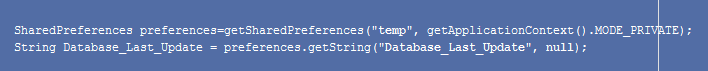 SharedPreferences preferences=getSharedPreferences("temp", getApplicationContext().MODE_PRIVATE);
String Database_Last_Update = preferences.getString("Database_Last_Update", null);